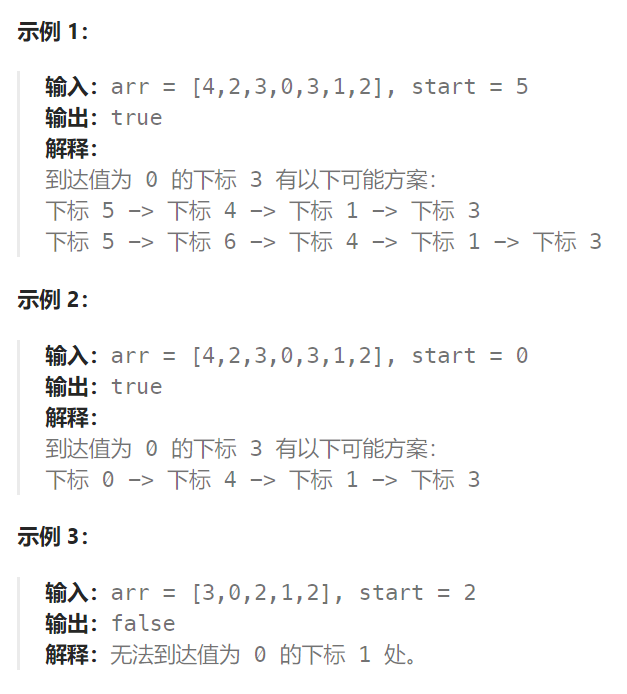 示例 1：
输入：arr = [4,2,3,0,3,1,2], start = 5
输出：true
解释：
到达值为 0 的下标 3 有以下可能方案：
下标 5 -> 下标 4 -> 下标 1 -> 下标 3
下标 5 -> 下标 6 -> 下标 4 -> 下标 1 -> 下标 3
示例 2：
输入：arr = [4,2,3,0,3,1,2], start = 0
输出：true
解释：
到达值为 0 的下标 3 有以下可能方案：
下标 0 -> 下标 4 -> 下标 1 -> 下标 3
示例 3：
输入：arr = [3,0,2,1,2], start = 2
输出：false
解释：无法到达值为 0 的下标 1 处。